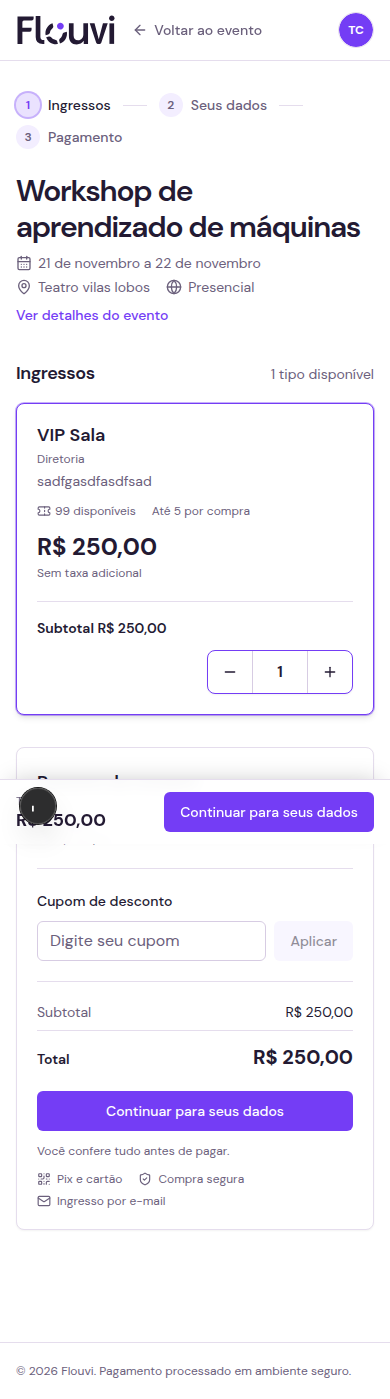 Flouvi
Voltar ao evento
TC
1 Ingressos
2 Seus dados
3 Pagamento
Workshop de
aprendizado de máquinas
21 de novembro a 22 de novembro
Teatro vilas lobos
Presencial
Ver detalhes do evento
Ingressos
1 tipo disponível
VIP Sala
Diretoria
sadfgasdfasdfsad
99 disponíveis
Até 5 por compra
R$ 250,00
Sem taxa adicional
Subtotal R$ 250,00
− 1 +
R$ 250,00
Continuar para seus dados
Cupom de desconto
Digite seu cupom
Aplicar
Subtotal
R$ 250,00
Total
R$ 250,00
Continuar para seus dados
Você confere tudo antes de pagar.
Pix e cartão
Compra segura
Ingresso por e-mail
© 2026 Flouvi. Pagamento processado em ambiente seguro.